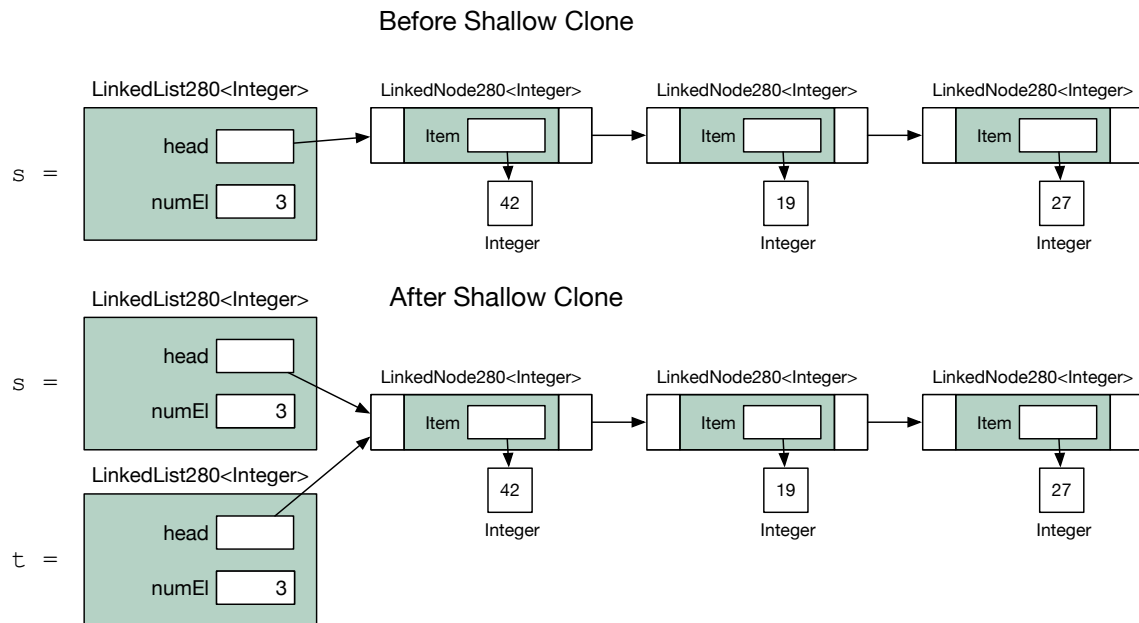 Before Shallow Clone
LinkedList280<Integer>
LinkedNode280<Integer>
LinkedNode280<Integer>
LinkedNode280<Integer>
s =
head
numEl 3
Item
Item
Item
42
19
27
Integer
Integer
Integer
After Shallow Clone
LinkedList280<Integer>
s =
head
numEl 3
LinkedNode280<Integer>
LinkedNode280<Integer>
LinkedNode280<Integer>
Item
Item
Item
42
19
27
Integer
Integer
Integer
LinkedList280<Integer>
t =
head
numEl 3